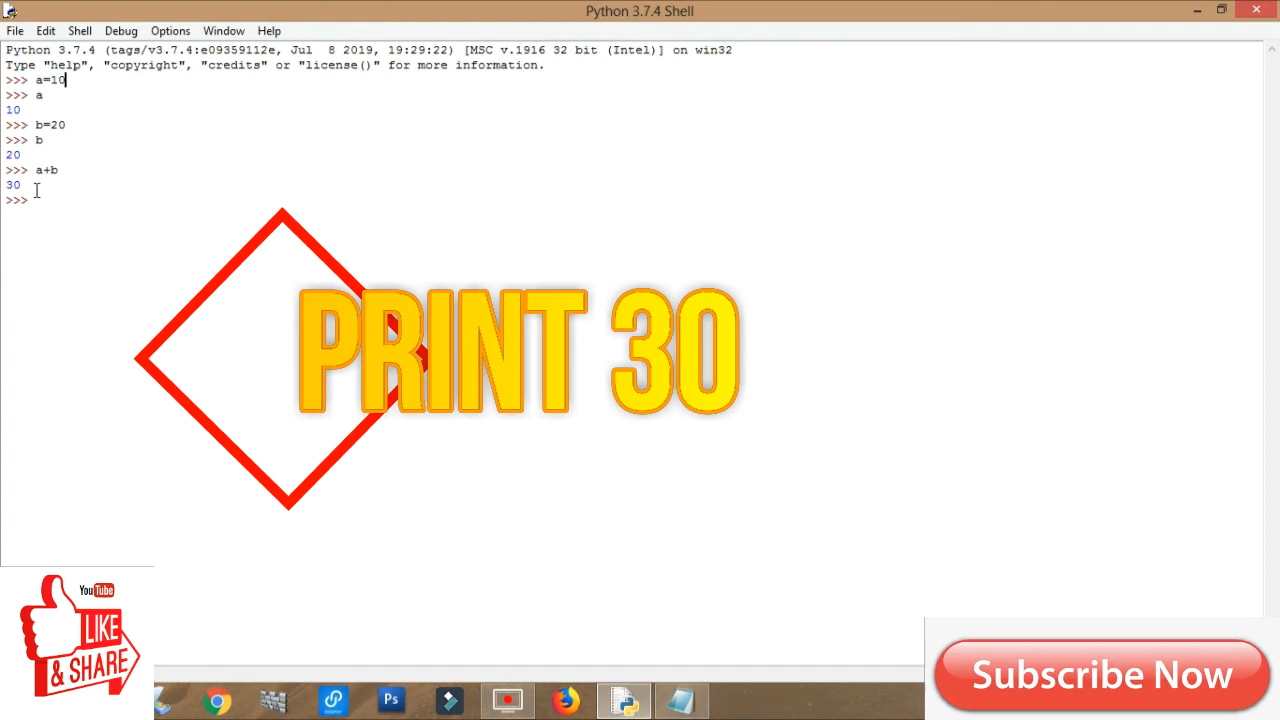 Python 3.7.4 Shell
File Edit Shell Debug Options Window Help
Python 3.7.4 (tags/v3.7.4:e09359112e, Jul  8 2019, 19:29:22) [MSC v.1916 32 bit (Intel)] on win32
Type "help", "copyright", "credits" or "license()" for more information.
>>> a=10
>>> a
10
>>> b=20
>>> b
20
>>> a+b
30
>>>
PRINT 30
YouTube
LIKE
& SHARE
Subscribe Now
Ps